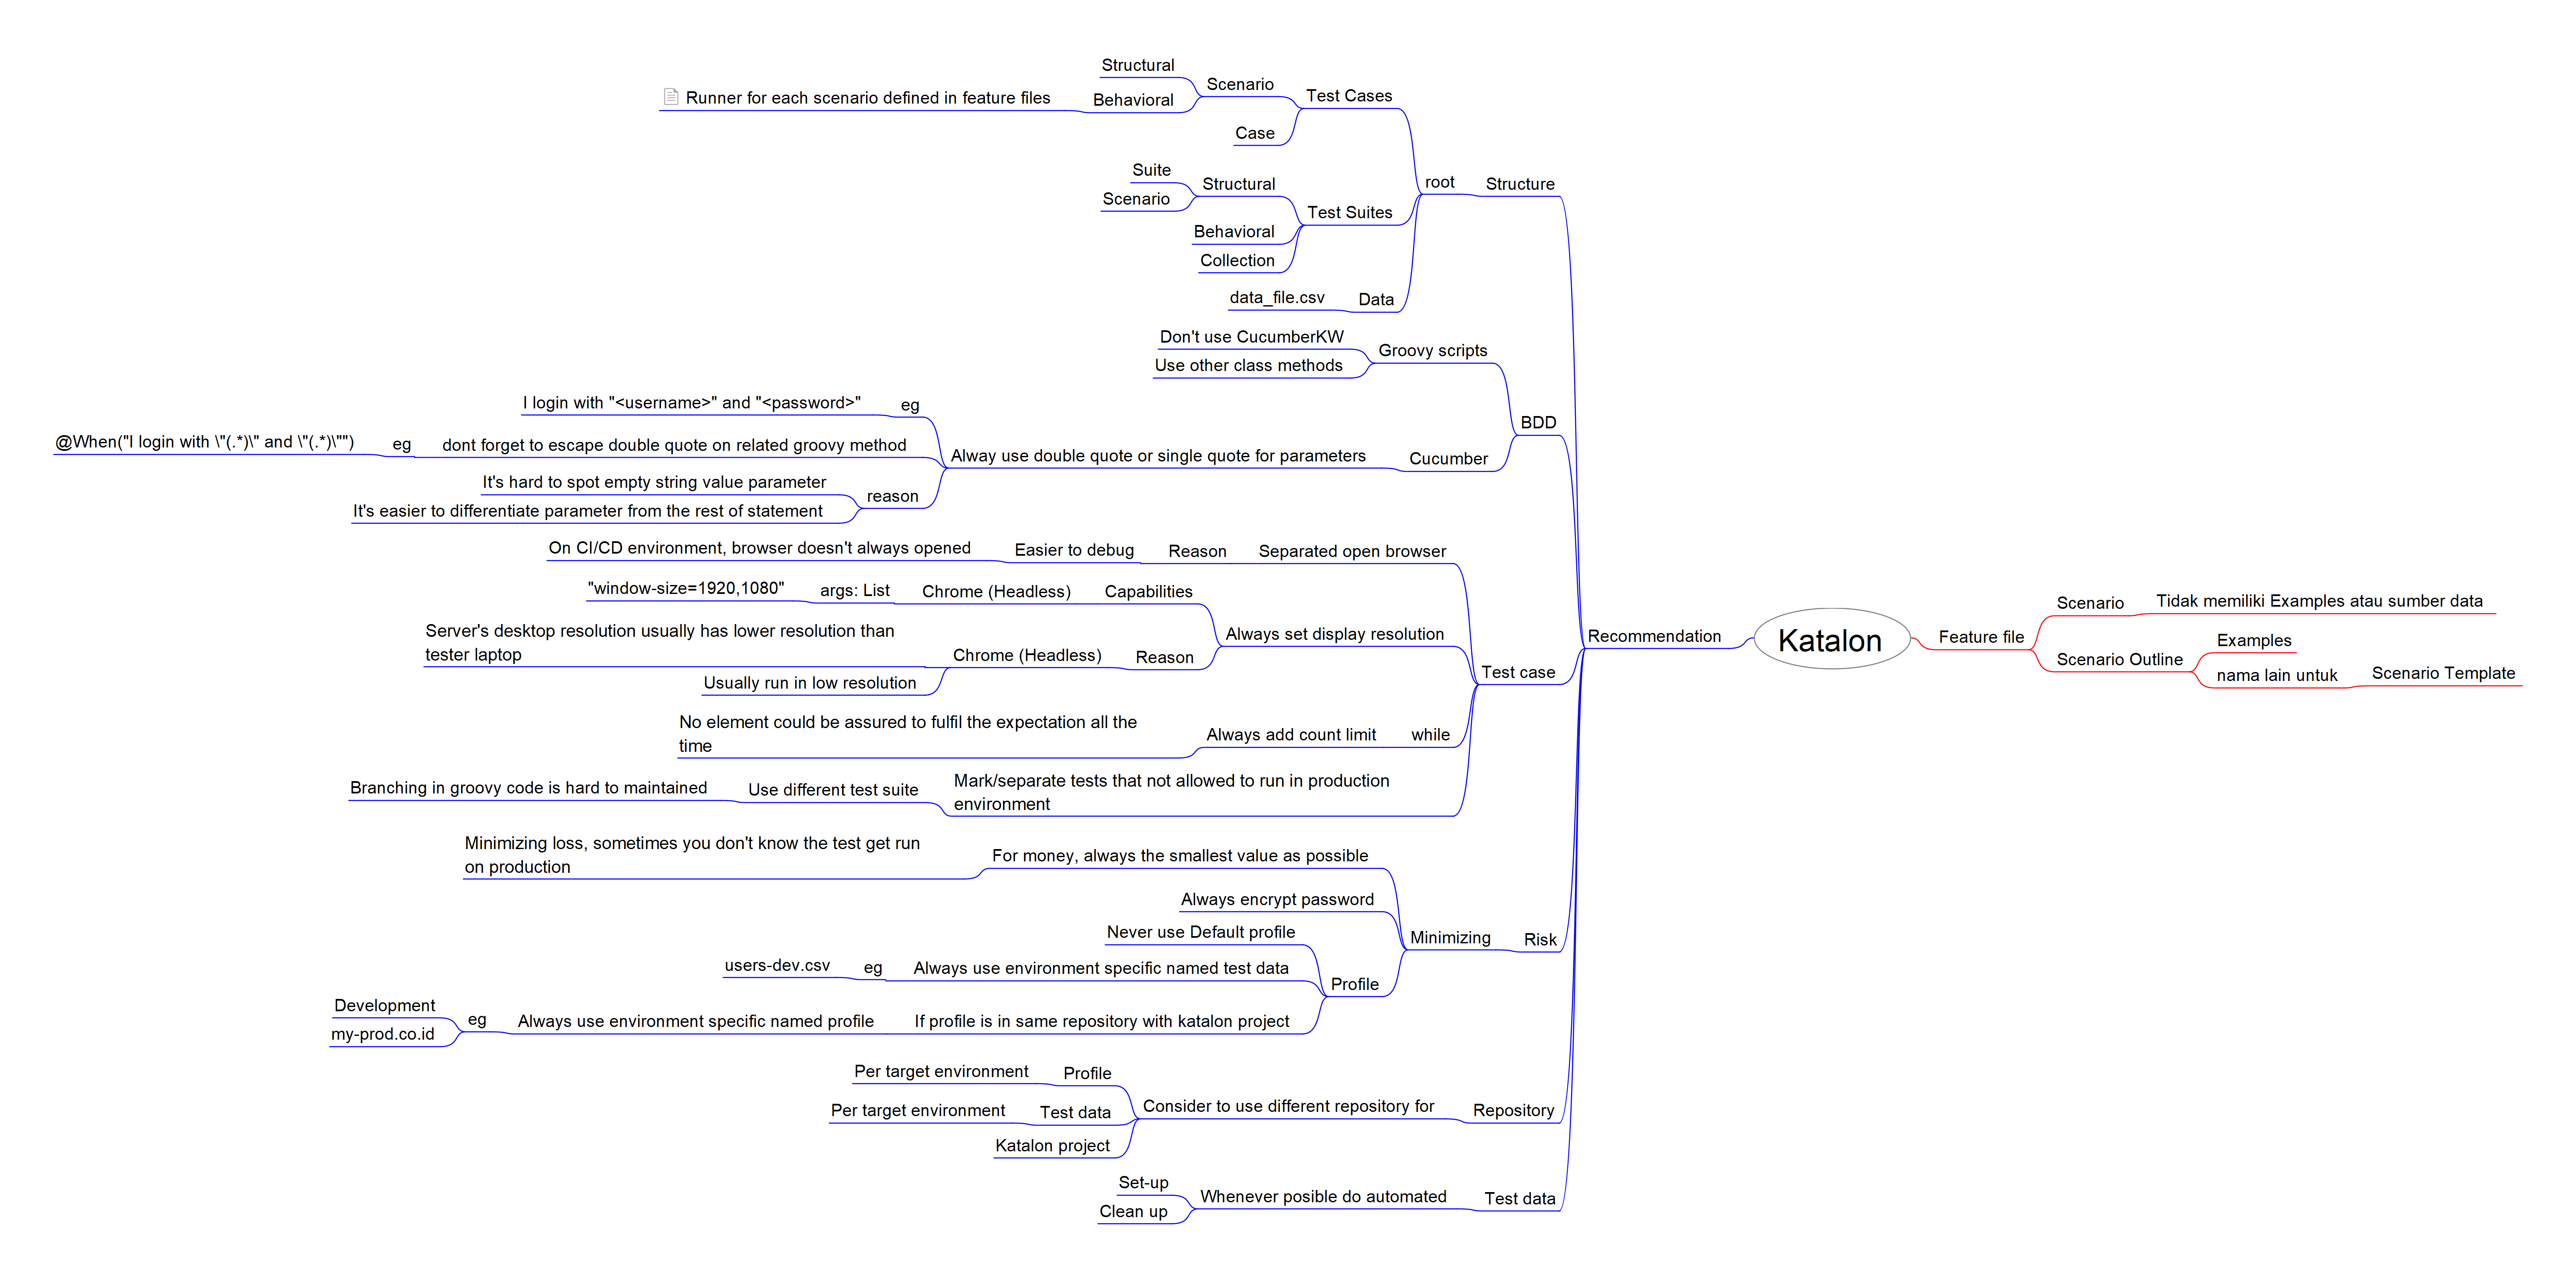 Katalon
Recommendation
Structure
root
Test Cases
Scenario
Structural
Behavioral
Runner for each scenario defined in feature files
Case
Test Suites
Structural
Suite
Scenario
Behavioral
Collection
Data
data_file.csv
BDD
Groovy scripts
Don't use CucumberKW
Use other class methods
Cucumber
Alway use double quote or single quote for parameters
eg
I login with "<username>" and "<password>"
dont forget to escape double quote on related groovy method
eg
@When("I login with \"(.*)\" and \"(.*)\"")
reason
It's hard to spot empty string value parameter
It's easier to differentiate parameter from the rest of statement
Test case
Separated open browser
Reason
Easier to debug
On CI/CD environment, browser doesn't always opened
Always set display resolution
Capabilities
Chrome (Headless)
args: List
"window-size=1920,1080"
Reason
Chrome (Headless)
Server's desktop resolution usually has lower resolution than
tester laptop
Usually run in low resolution
while
Always add count limit
No element could be assured to fulfil the expectation all the
time
Mark/separate tests that not allowed to run in production
environment
Use different test suite
Branching in groovy code is hard to maintained
Risk
Minimizing
For money, always the smallest value as possible
Minimizing loss, sometimes you don't know the test get run
on production
Always encrypt password
Profile
Never use Default profile
Always use environment specific named test data
eg
users-dev.csv
If profile is in same repository with katalon project
Always use environment specific named profile
eg
Development
my-prod.co.id
Repository
Consider to use different repository for
Profile
Per target environment
Test data
Per target environment
Katalon project
Test data
Whenever posible do automated
Set-up
Clean up
Feature file
Scenario
Tidak memiliki Examples atau sumber data
Scenario Outline
Examples
nama lain untuk
Scenario Template